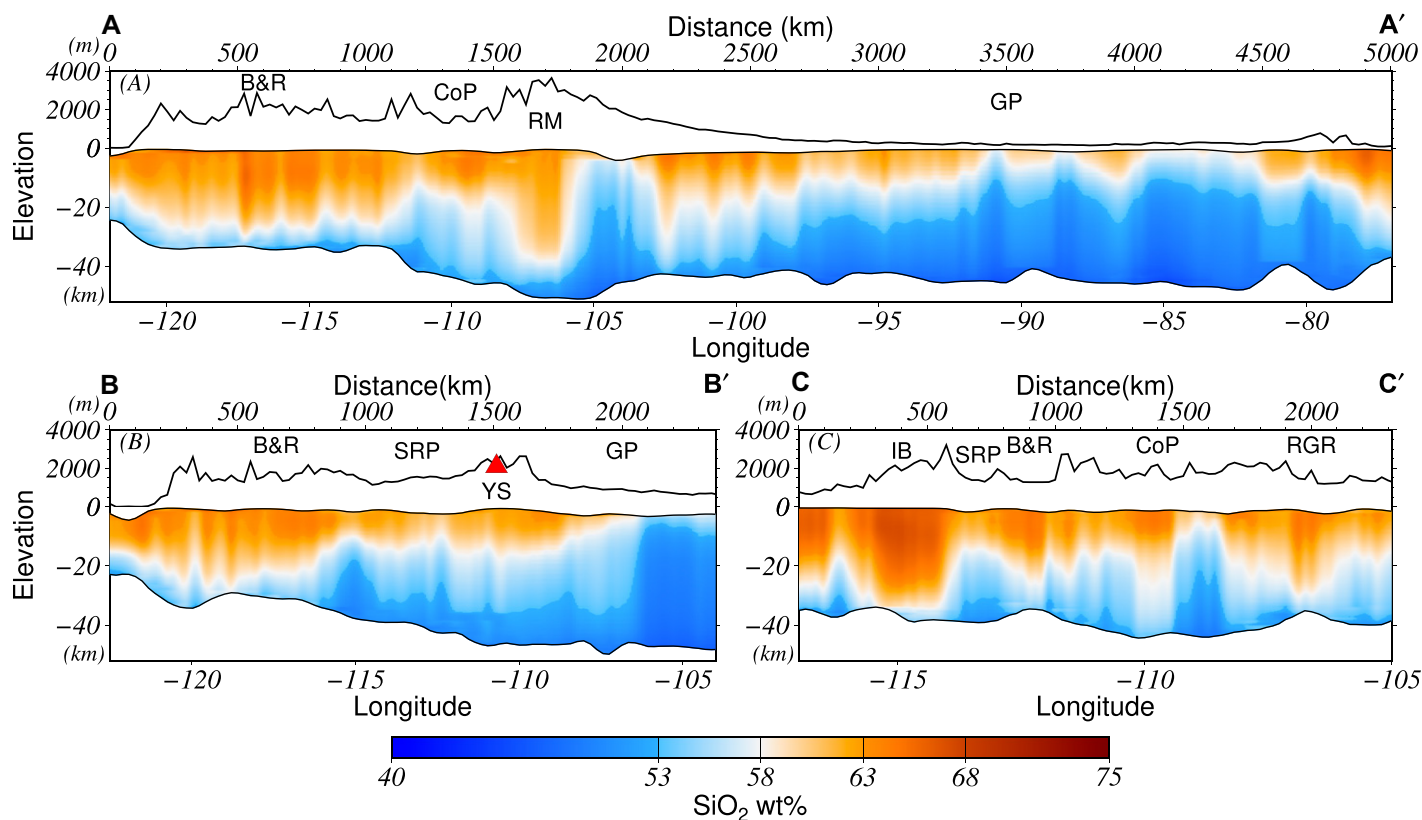 A Distance (km) A′
(m) 0 500 1000 1500 2000 2500 3000 3500 4000 4500 5000
4000 (A) B&R CoP GP
2000 RM
0
Elevation
−20
−40
(km)
−120 −115 −110 −105 −100 −95 −90 −85 −80
Longitude
B Distance(km) B′
(m) 0 500 1000 1500 2000
4000 (B) B&R SRP GP
2000 YS
0
Elevation
−20
−40
(km)
−120 −115 −110 −105
Longitude
C Distance(km) C′
(m) 0 500 1000 1500 2000
4000 (C) IB SRP B&R CoP RGR
2000
0
−20
−40
(km)
−115 −110 −105
Longitude
40 53 58 63 68 75
SiO₂ wt%